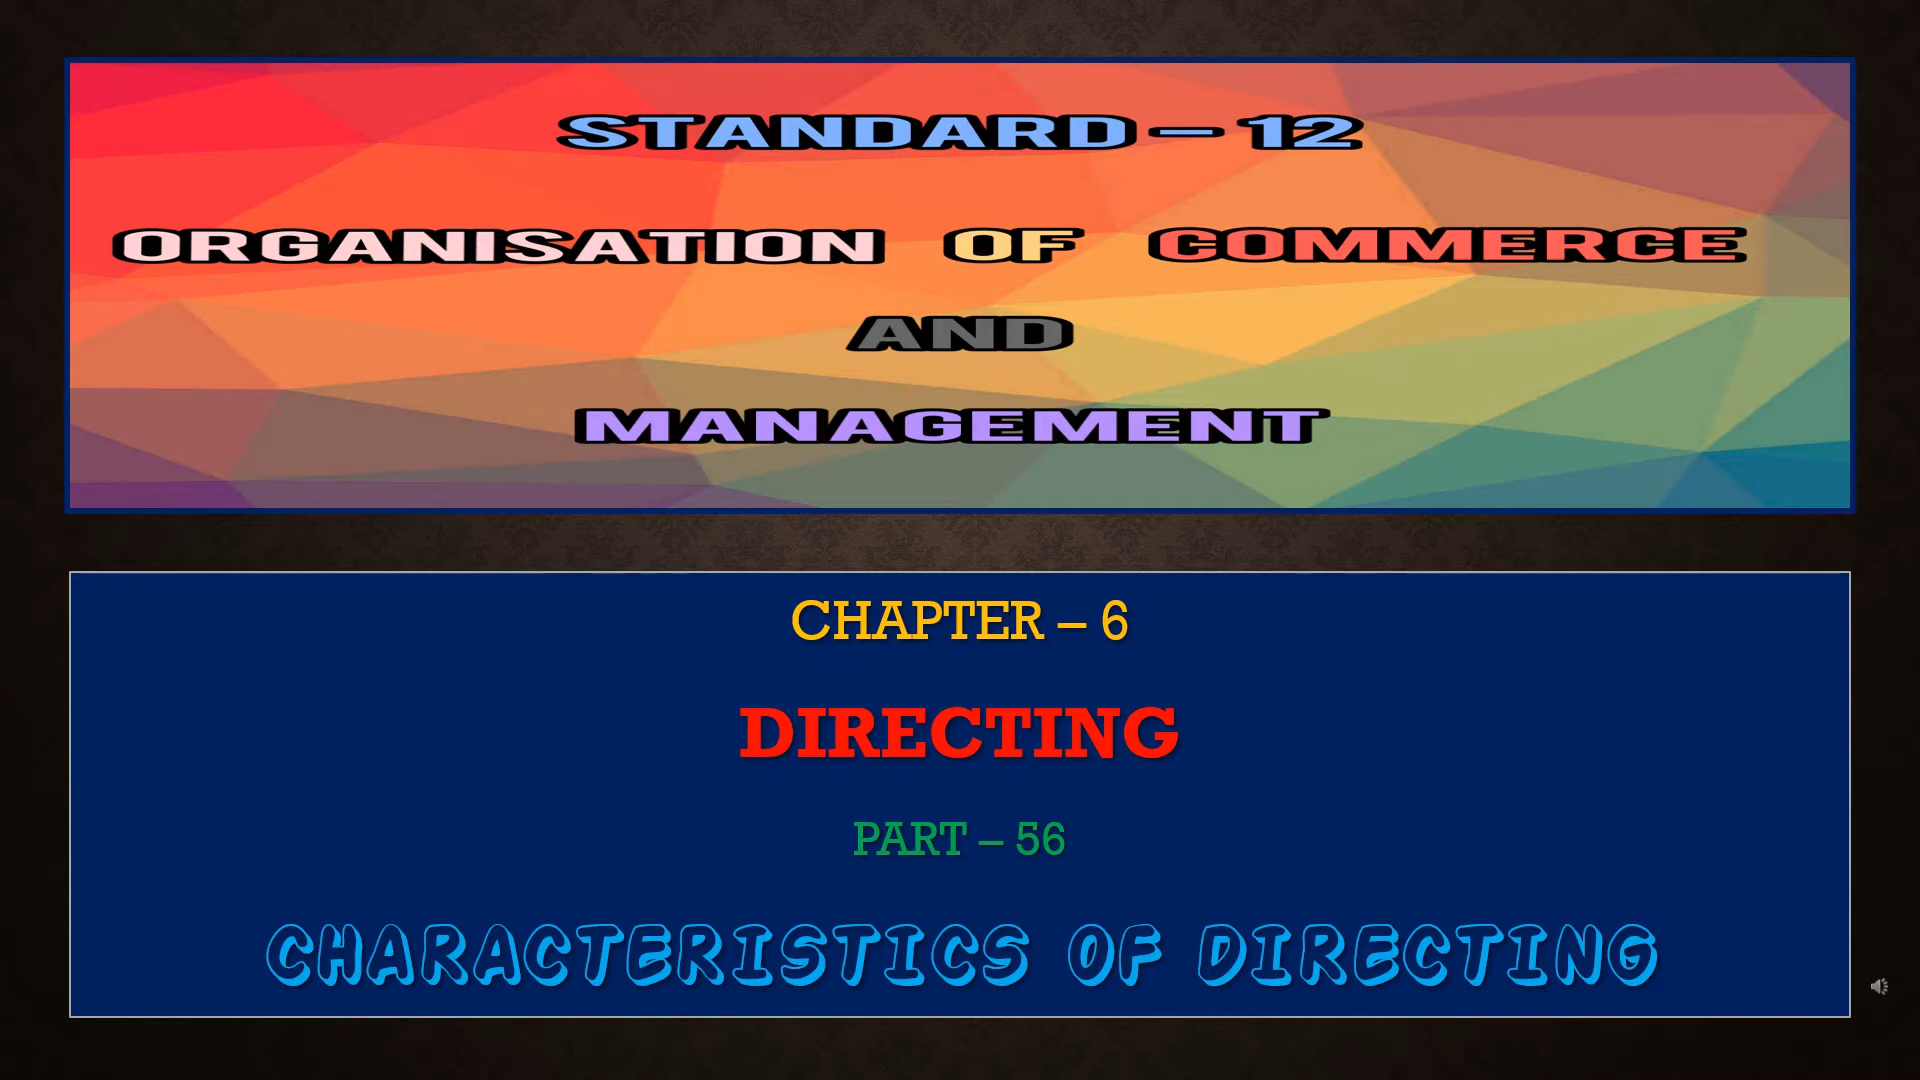 STANDARD – 12
ORGANISATION OF COMMERCE
AND
MANAGEMENT
CHAPTER – 6
DIRECTING
PART – 56
CHARACTERISTICS OF DIRECTING